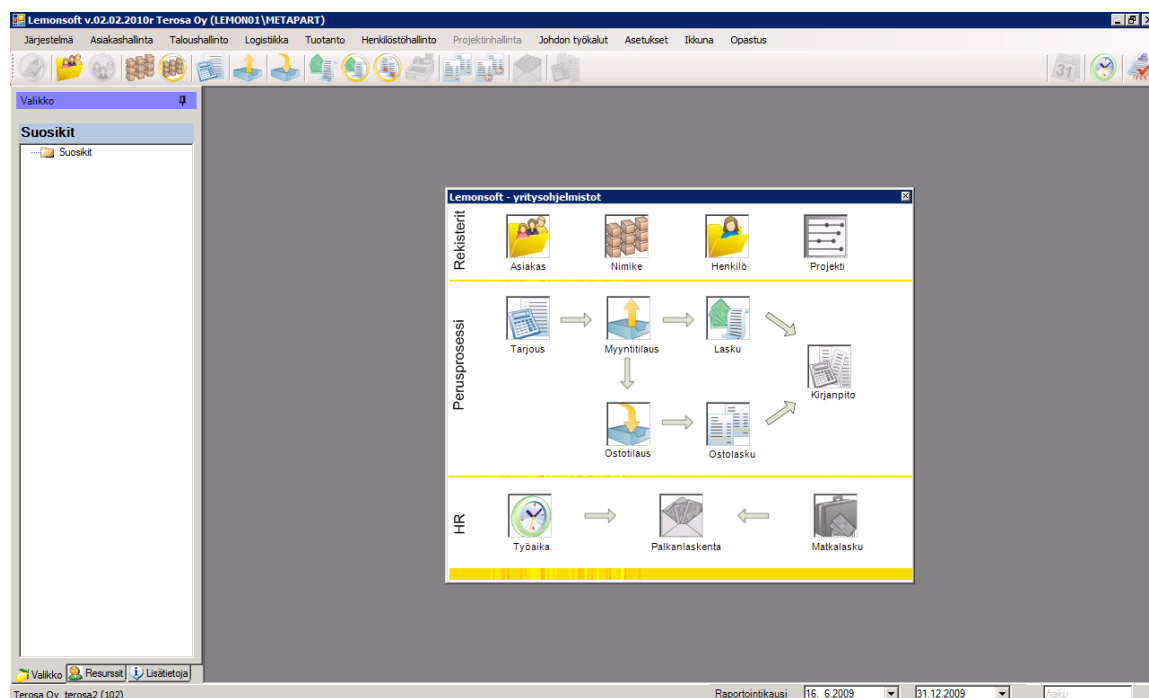 Lemonsoft v.02.02.2010r Terosa Oy (LEMON01\METAPART)
Järjestelmä Asiakashallinta Taloushallinto Logistiikka Tuotanto Henkilöstöhallinto Projektinhallinta Johdon työkalut Asetukset Ikkuna Opastus
31
Valikko
Suosikit
Suosikit
Lemonsoft - yritysohjelmistot
Rekisterit
Asiakas Nimike Henkilö Projekti
Perusprosessi
Tarjous Myyntitilaus Lasku
Kirjanpito
Ostotilaus Ostolasku
HR
Työaika Palkanlaskenta Matkalasku
Valikko Resurssit Lisätietoja
Terosa Oy terosa2 (102) Raportointikausi 16. 6.2009 31.12.2009 haku